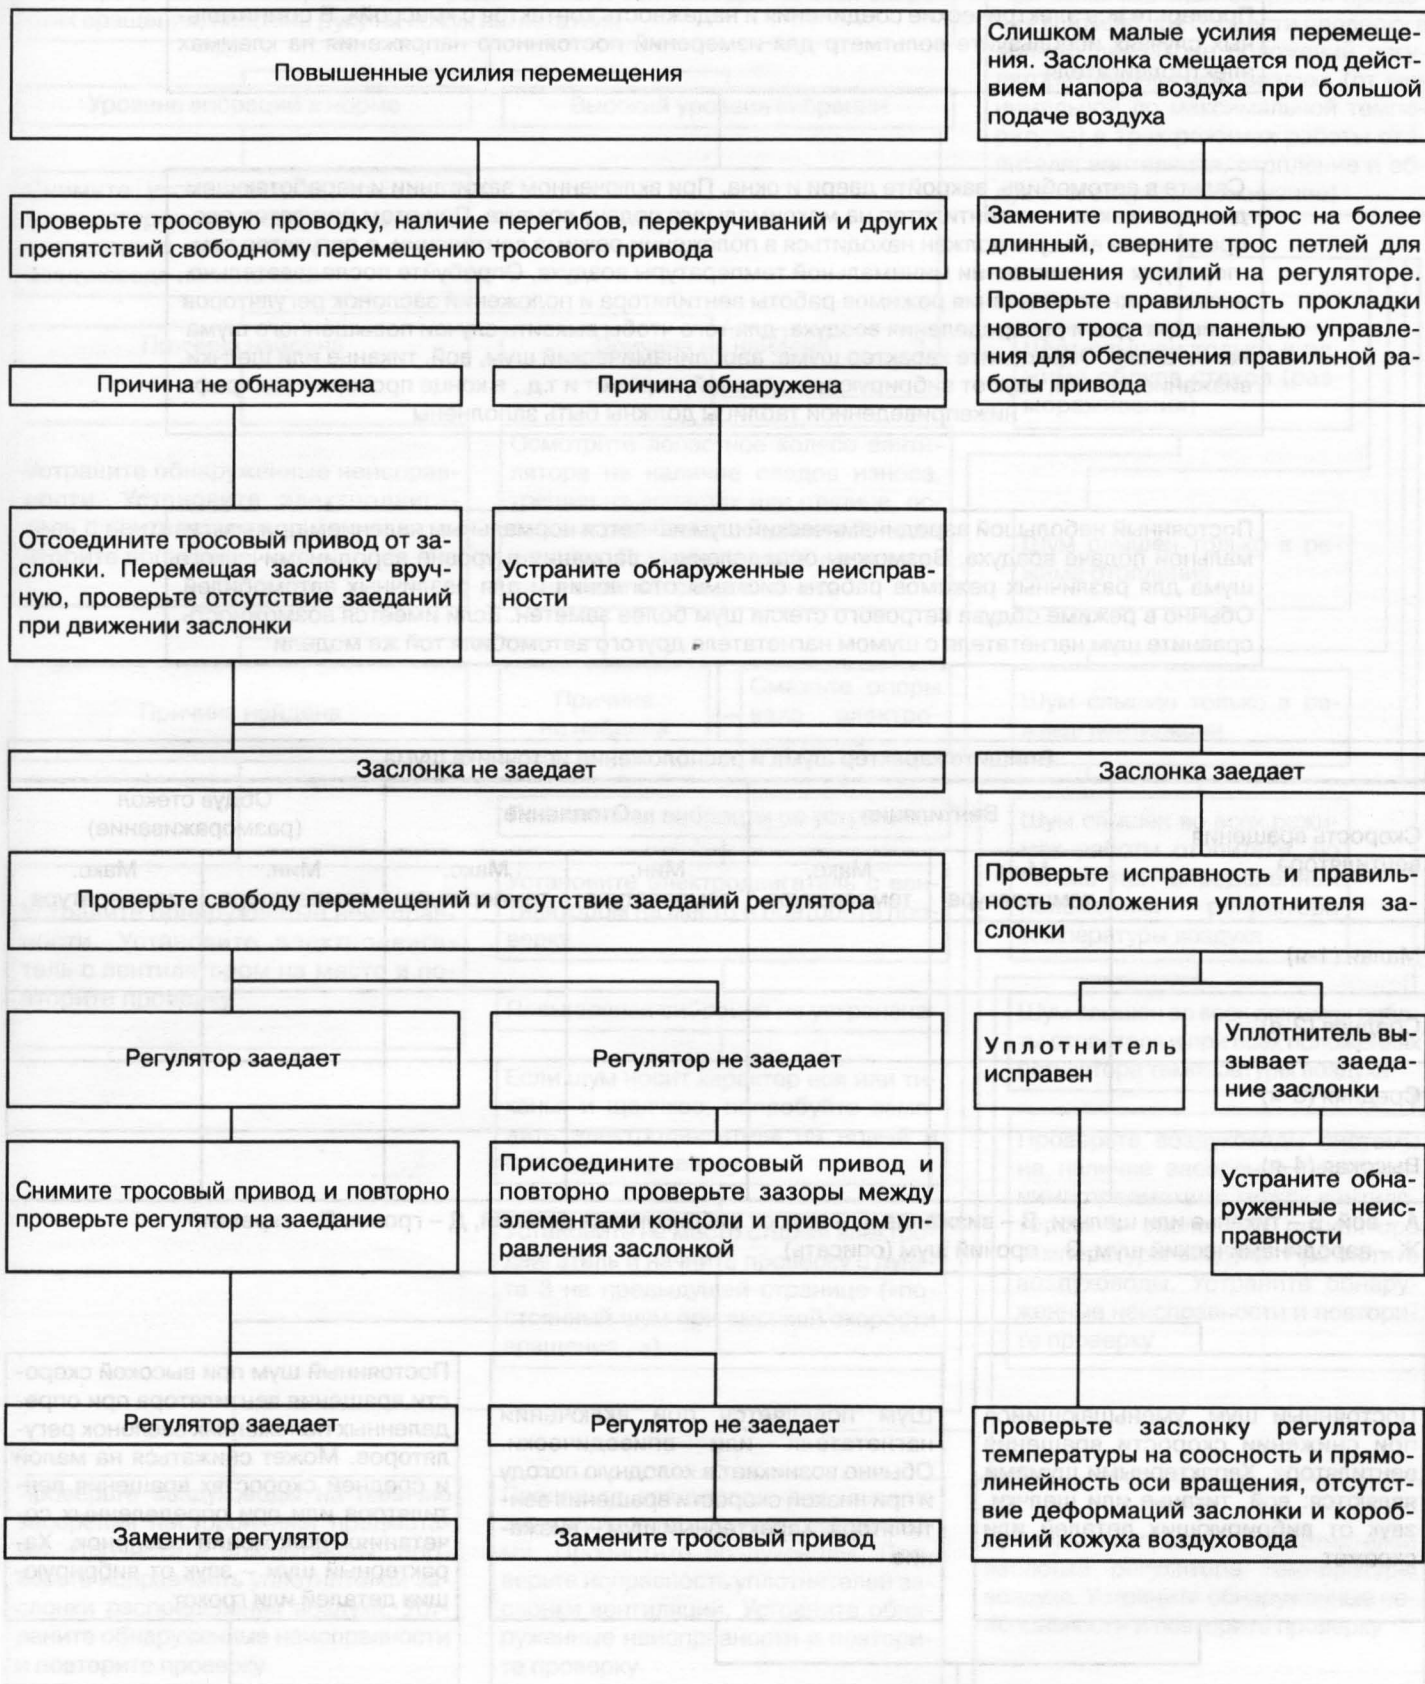 Повышенные усилия перемещения
Слишком малые усилия перемеще-
ния. Заслонка смещается под дейст-
вием напора воздуха при большой
подаче воздуха
Проверьте тросовую проводку, наличие перегибов, перекручиваний и других
препятствий свободному перемещению тросового привода
Замените приводной трос на более
длинный, сверните трос петлей для
повышения усилий на регуляторе.
Проверьте правильность прокладки
нового троса под панелью управле-
ния для обеспечения правильной ра-
боты привода
Причина не обнаружена
Причина обнаружена
Отсоедините тросовый привод от за-
слонки. Перемещая заслонку вруч-
ную, проверьте отсутствие заеданий
при движении заслонки
Устраните обнаруженные неисправ-
ности
Заслонка не заедает
Заслонка заедает
Проверьте свободу перемещений и отсутствие заеданий регулятора
Проверьте исправность и правиль-
ность положения уплотнителя за-
слонки
Регулятор заедает
Регулятор не заедает
Уплотнитель
исправен
Уплотнитель вы-
зывает заеда-
ние заслонки
Снимите тросовый привод и повторно
проверьте регулятор на заедание
Присоедините тросовый привод и
повторно проверьте зазоры между
элементами консоли и приводом уп-
равления заслонкой
Устраните обна-
руженные неис-
правности
Регулятор заедает
Регулятор не заедает
Проверьте заслонку регулятора
температуры на соосность и прямо-
линейность оси вращения, отсутст-
вие деформаций заслонки и короб-
лений кожуха воздуховода
Замените регулятор
Замените тросовый привод